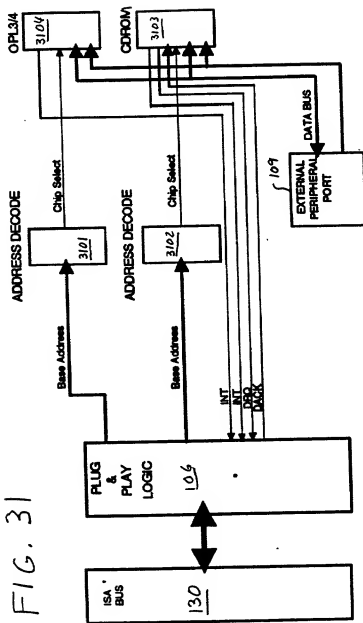 FIG. 31
ISA
BUS
130
PLUG
&
PLAY
LOGIC
106
Base Address
Base Address
INT
INT
DRQ
DACK
ADDRESS DECODE
3101
ADDRESS DECODE
3102
Chip Select
Chip Select
OPL3/4
3104
CDROM
3103
DATA BUS
109
EXTERNAL
PERIPHERAL
PORT